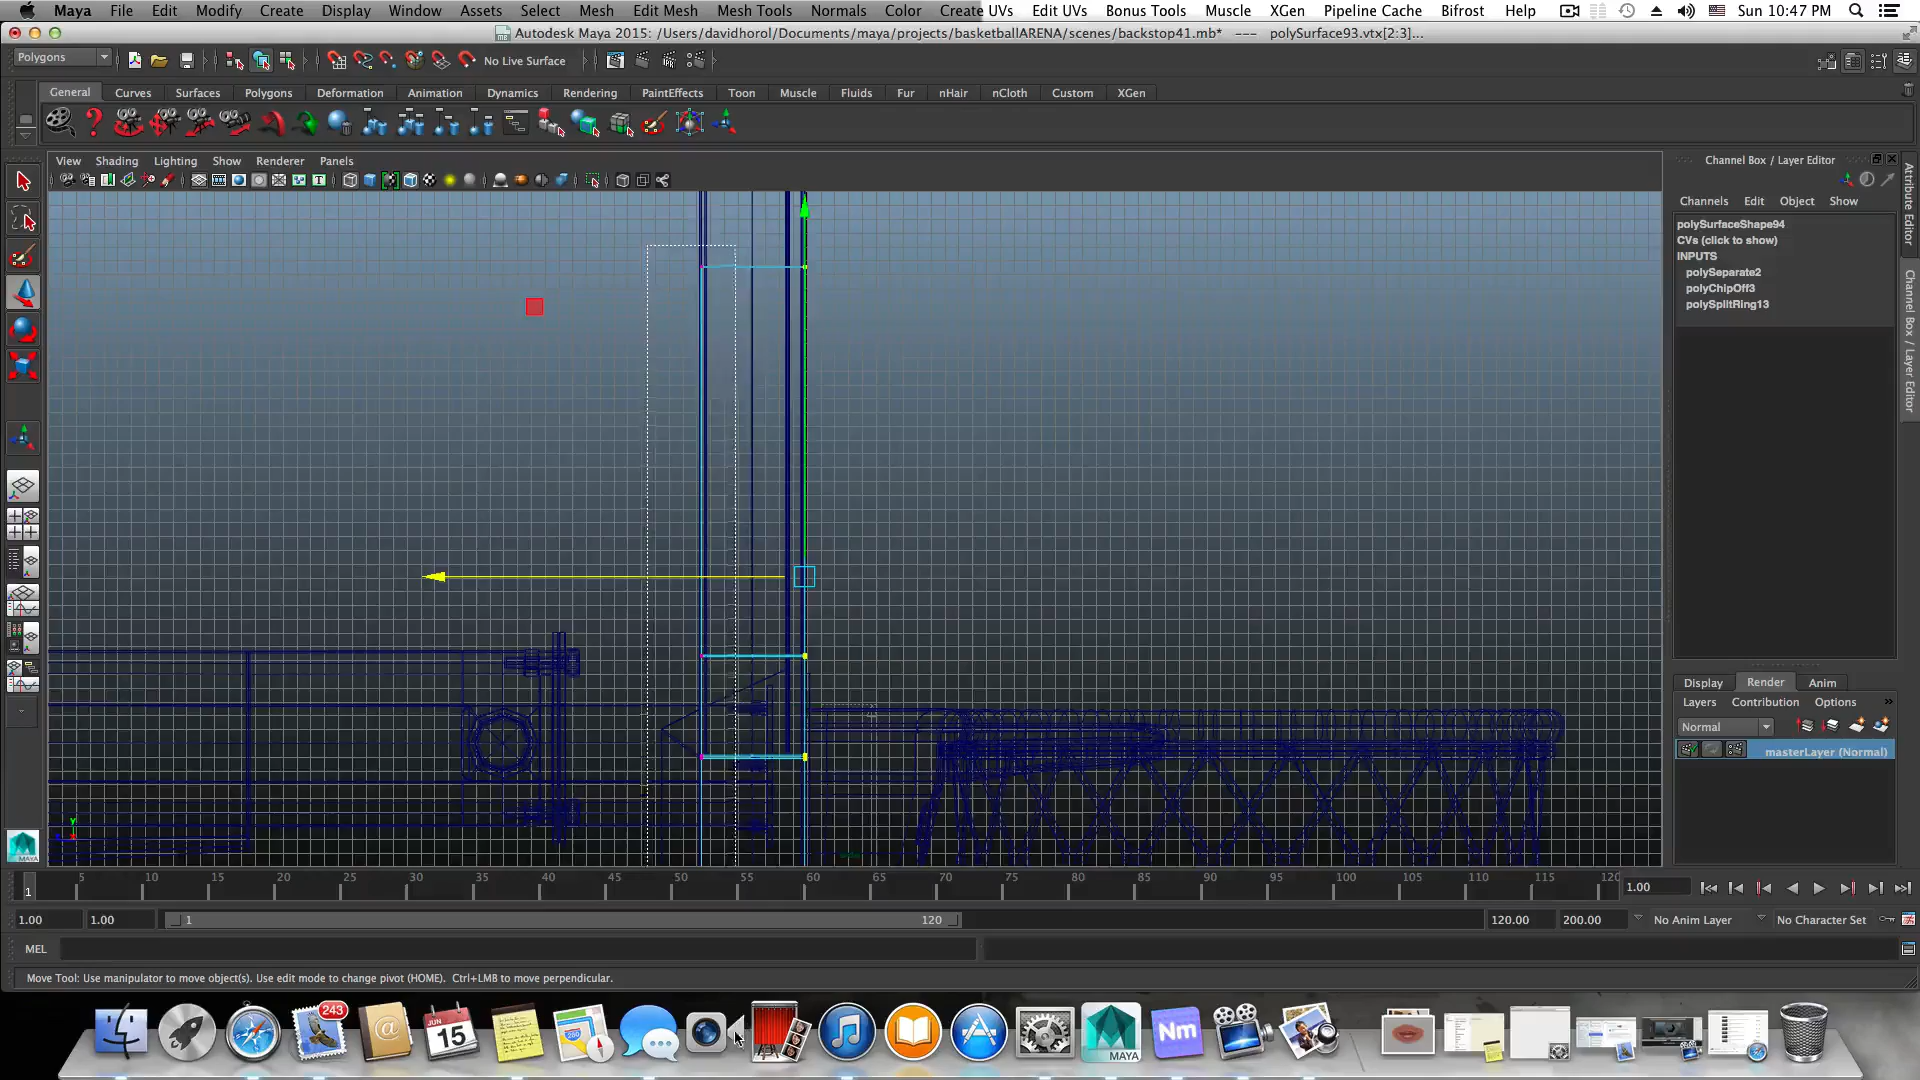 Maya File Edit Modify Create Display Window Assets Select Mesh Edit Mesh Mesh Tools Normals Color Create UVs Edit UVs Bonus Tools Muscle XGen Pipeline Cache Bifrost Help Sun 10:47 PM
Autodesk Maya 2015: /Users/davidhorol/Documents/maya/projects/basketballARENA/scenes/backstop41.mb* --- polySurface93.vtx[2:3]...
Polygons No Live Surface
General Curves Surfaces Polygons Deformation Animation Dynamics Rendering PaintEffects Toon Muscle Fluids Fur nHair nCloth Custom XGen
View Shading Lighting Show Renderer Panels
Channel Box / Layer Editor
Channels Edit Object Show
polySurfaceShape94
CVs (click to show)
INPUTS
polySeparate2
polyChipOff3
polySplitRing13
Attribute Editor
Channel Box / Layer Editor
Display Render Anim
Layers Contribution Options
Normal
masterLayer (Normal)
5 10 15 20 25 30 35 40 45 50 55 60 65 70 75 80 85 90 95 100 105 110 115 120
1 1.00
1.00 1.00 1 120 120.00 200.00 No Anim Layer No Character Set
MEL
Move Tool: Use manipulator to move object(s). Use edit mode to change pivot (HOME). Ctrl+LMB to move perpendicular.
243
JUN
15
MAYA
Nm